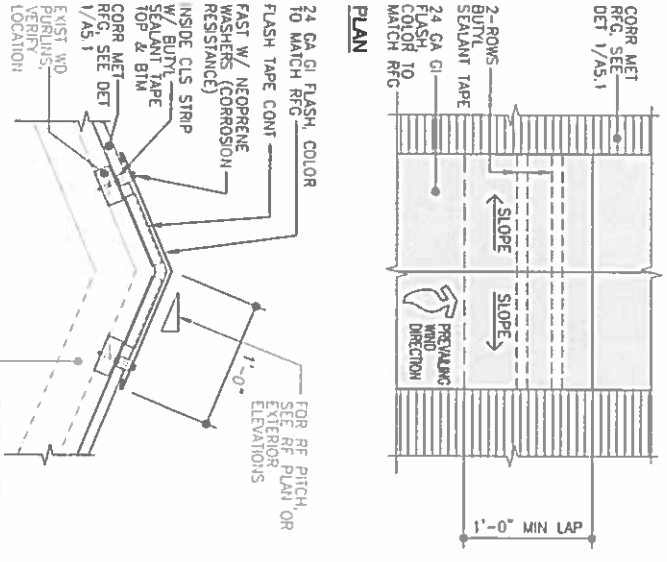 CORR MET
RFG, SEE
DET 1/A5.1
2-ROWS
BUTYL
SEALANT TAPE
24 GA GI
FLASH
COLOR TO
MATCH RFG
SLOPE
SLOPE
PREVAILING
WIND
DIRECTION
1'-0" MIN LAP
PLAN
24 GA GI FLASH, COLOR
TO MATCH RFG
FLASH TAPE CONT
FAST W/ NEOPRENE
WASHERS (CORROSION
RESISTANCE)
INSIDE CLS STRIP
W/ BUTYL
SEALANT TAPE
TOP & BTM
CORR MET
RFG, SEE DET
1/A5.1
EXIST WD
PURLINS,
VERIFY
LOCATION
1'-0"
FOR RF PITCH,
SEE RF PLAN OR
EXTERIOR
ELEVATIONS